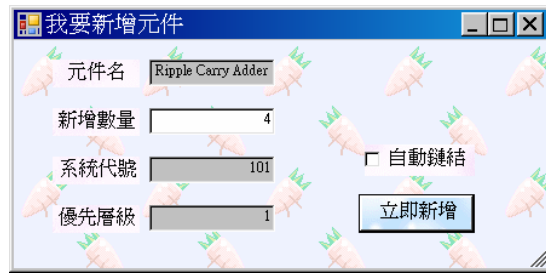 我要新增元件
元件名 Ripple Carry Adder
新增數量 4
系統代號 101
自動鏈結
優先層級 1
立即新增